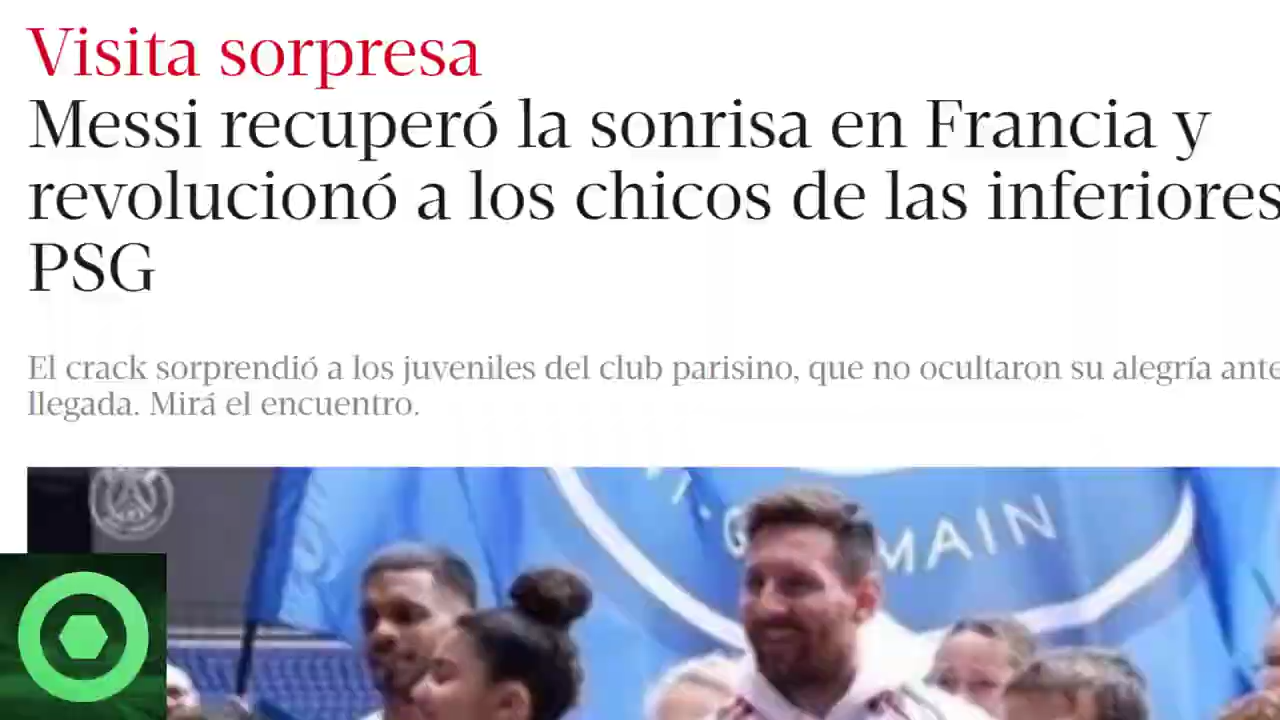 Visita sorpresa
Messi recuperó la sonrisa en Francia y
revolucionó a los chicos de las inferiores
PSG
El crack sorprendió a los juveniles del club parisino, que no ocultaron su alegría ante
llegada. Mirá el encuentro.
MAIN